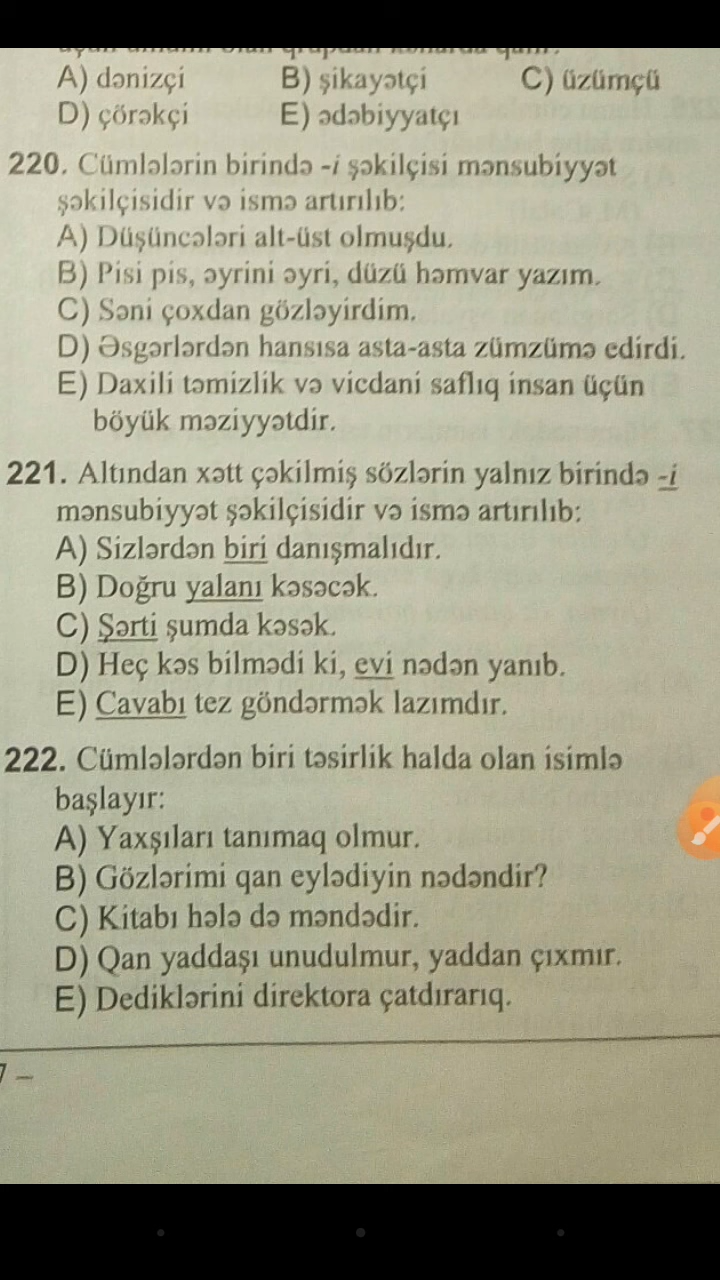 A) dənizçi B) şikayətçi C) üzümçü
D) çörəkçi E) ədəbiyyatçı
220. Cümlələrin birində -i şəkilçisi mənsubiyyət
şəkilçisidir və ismə artırılıb:
A) Düşüncələri alt-üst olmuşdu.
B) Pisi pis, əyrini əyri, düzü həmvar yazım.
C) Səni çoxdan gözləyirdim.
D) Əsgərlərdən hansısa asta-asta zümzümə edirdi.
E) Daxili təmizlik və vicdani saflıq insan üçün
böyük məziyyətdir.
221. Altından xətt çəkilmiş sözlərin yalnız birində -i
mənsubiyyət şəkilçisidir və ismə artırılıb:
A) Sizlərdən biri danışmalıdır.
B) Doğru yalanı kəsəcək.
C) Şərti şumda kəsək.
D) Heç kəs bilmədi ki, evi nədən yanıb.
E) Cavabı tez göndərmək lazımdır.
222. Cümlələrdən biri təsirlik halda olan isimlə
başlayır:
A) Yaxşıları tanımaq olmur.
B) Gözlərimi qan eylədiyin nədəndir?
C) Kitabı hələ də məndədir.
D) Qan yaddaşı unudulmur, yaddan çıxmır.
E) Dediklərini direktora çatdırarıq.
7 –